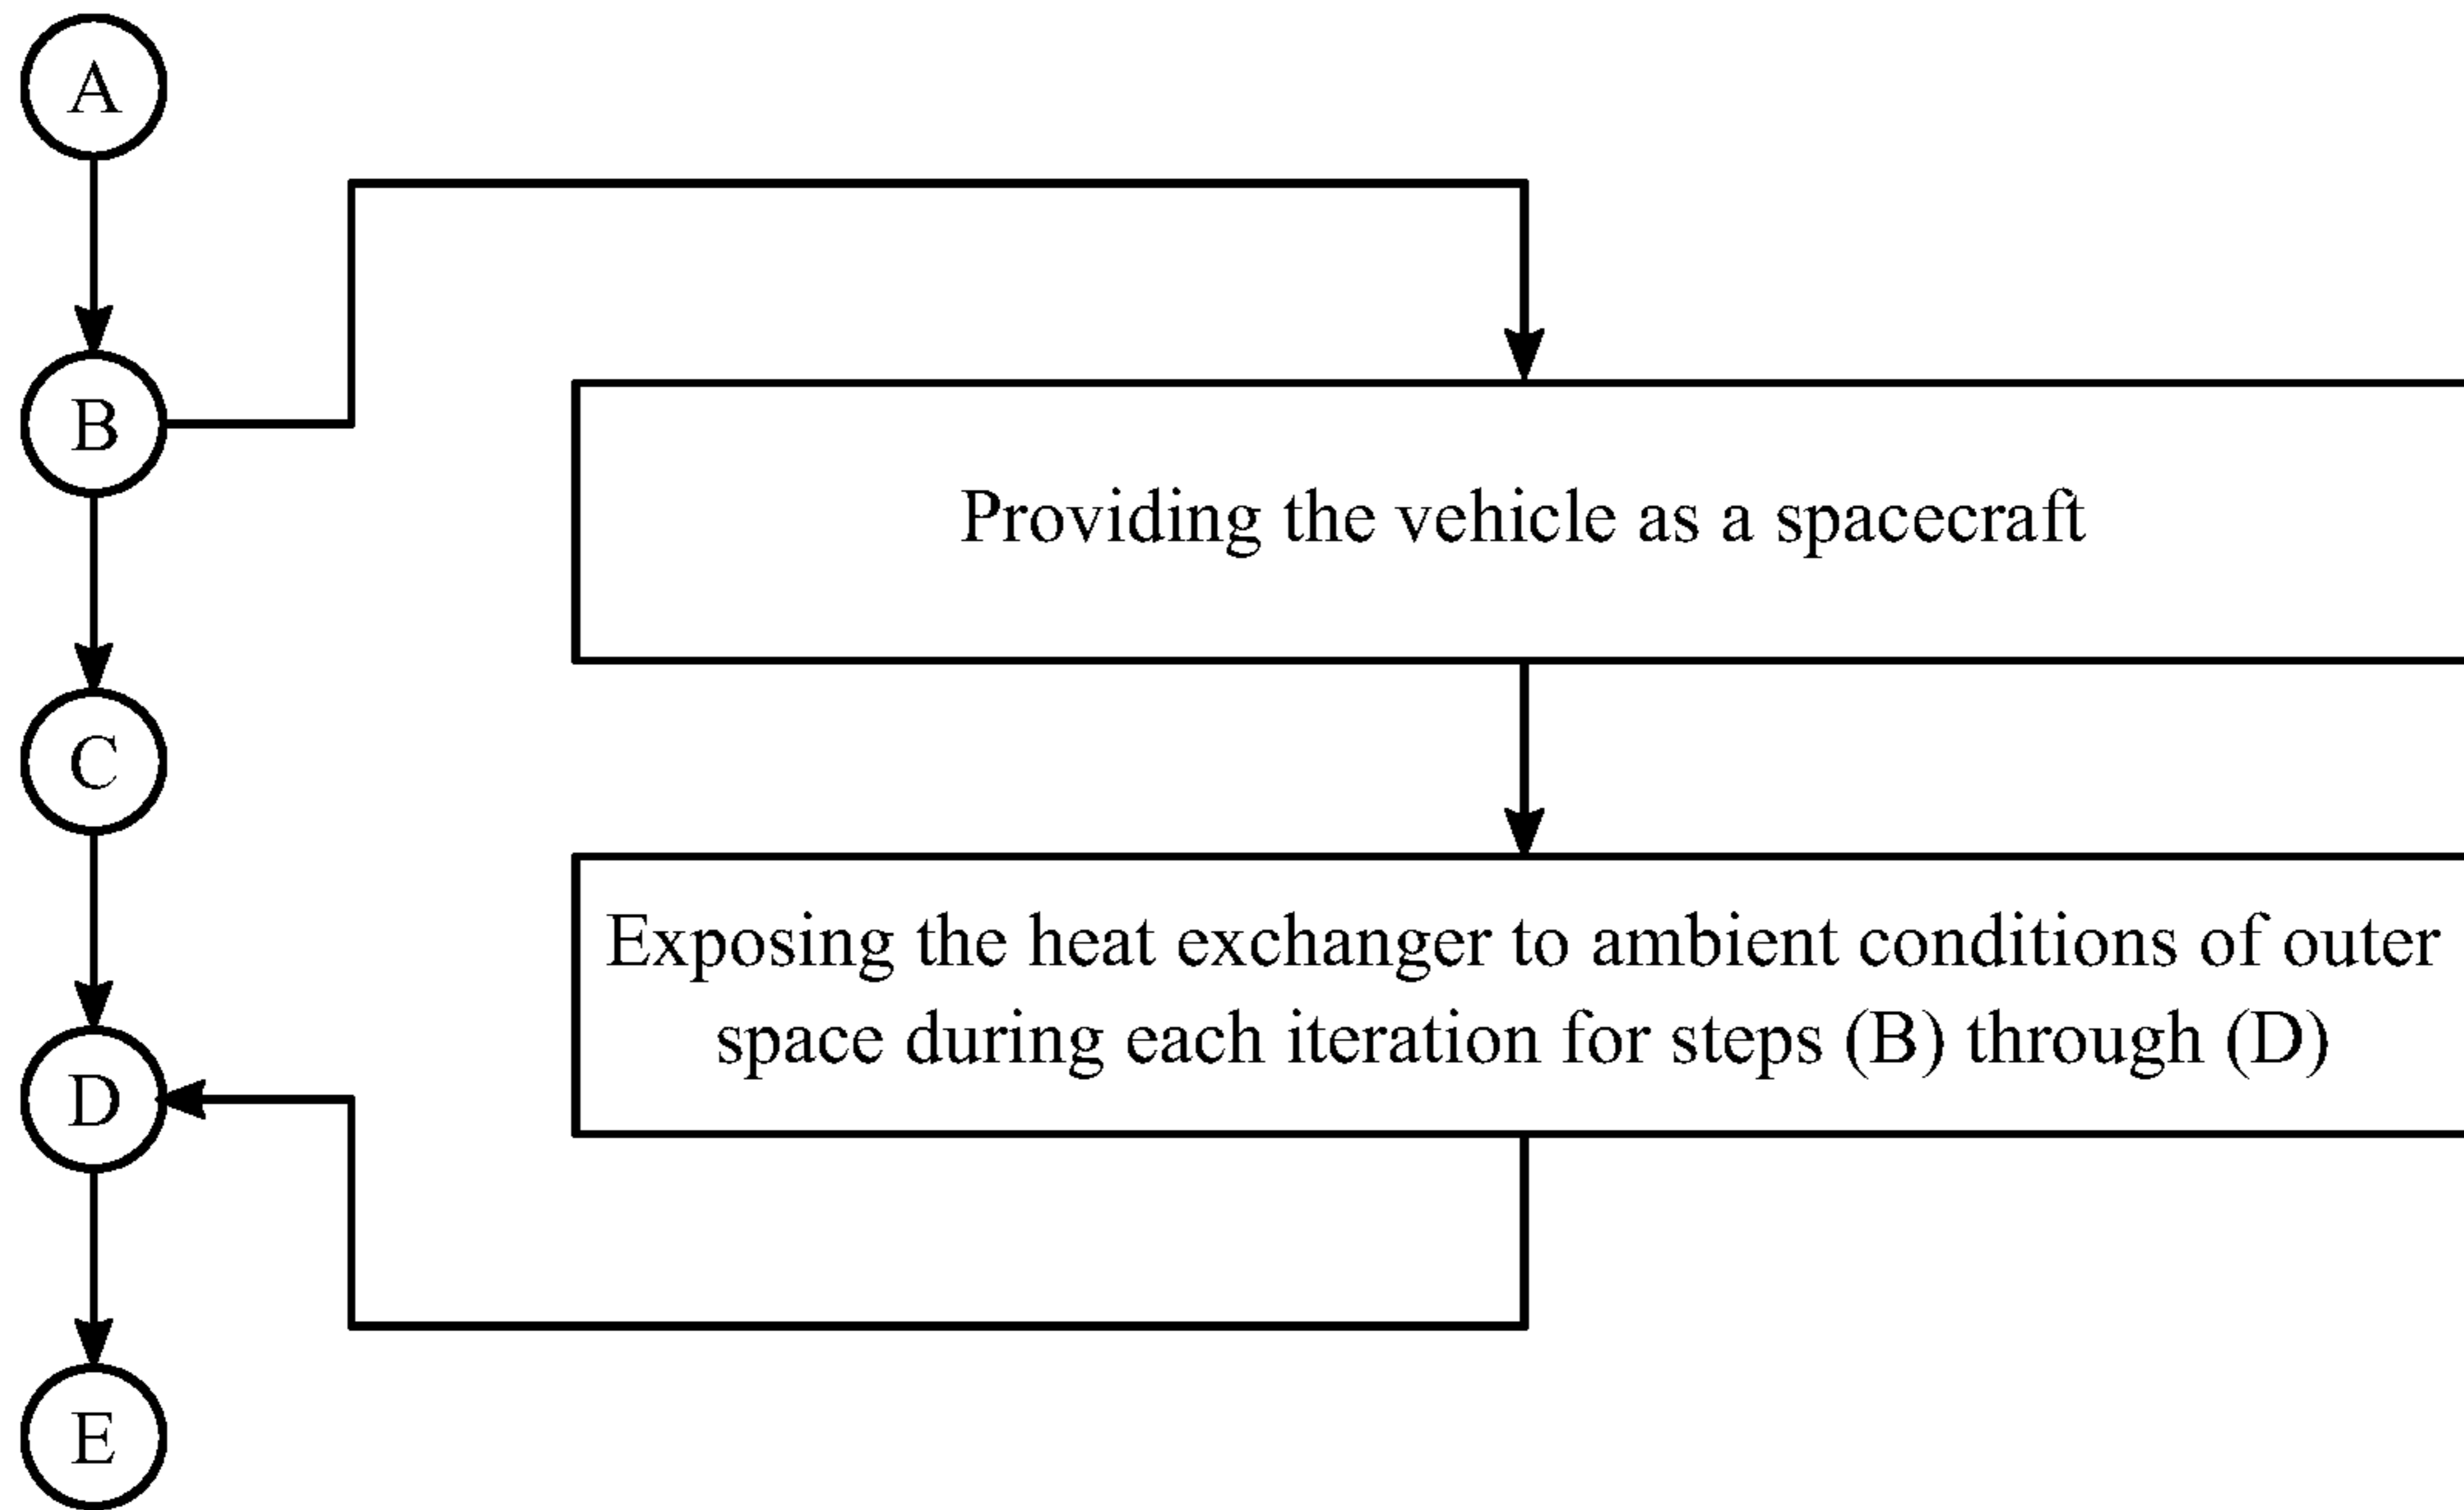 A
B
Providing the vehicle as a spacecraft
C
Exposing the heat exchanger to ambient conditions of outer
space during each iteration for steps (B) through (D)
D
E